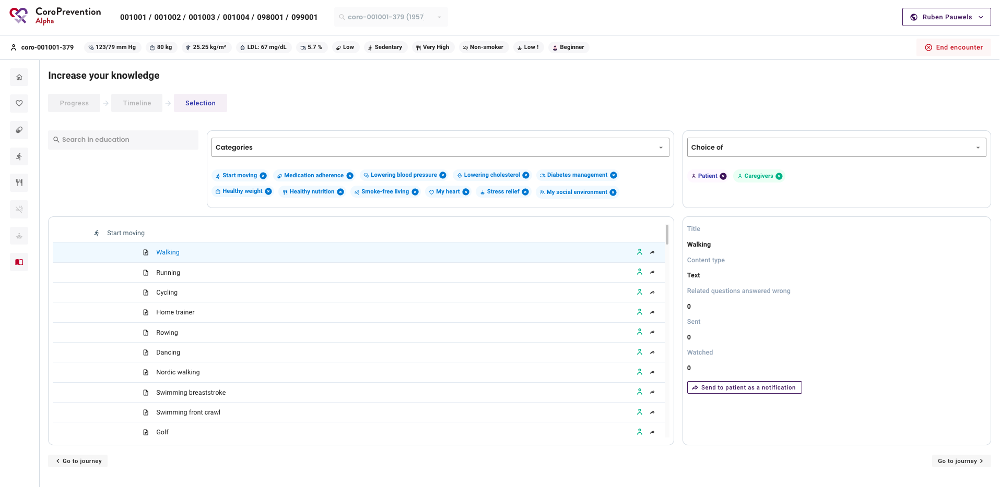 CoroPrevention
Alpha
001001 / 001002 / 001003 / 001004 / 098001 / 099001
coro-001001-379 (1957
Ruben Pauwels
coro-001001-379
123/79 mm Hg
80 kg
25.25 kg/m²
LDL: 67 mg/dL
5.7 %
Low
Sedentary
Very High
Non-smoker
Low !
Beginner
End encounter
Increase your knowledge
Progress
Timeline
Selection
Search in education
Categories
Start moving
Medication adherence
Lowering blood pressure
Lowering cholesterol
Diabetes management
Healthy weight
Healthy nutrition
Smoke-free living
My heart
Stress relief
My social environment
Choice of
Patient
Caregivers
Start moving
Walking
Running
Cycling
Home trainer
Rowing
Dancing
Nordic walking
Swimming breaststroke
Swimming front crawl
Golf
Title
Walking
Content type
Text
Related questions answered wrong
0
Sent
0
Watched
0
Send to patient as a notification
Go to journey
Go to journey